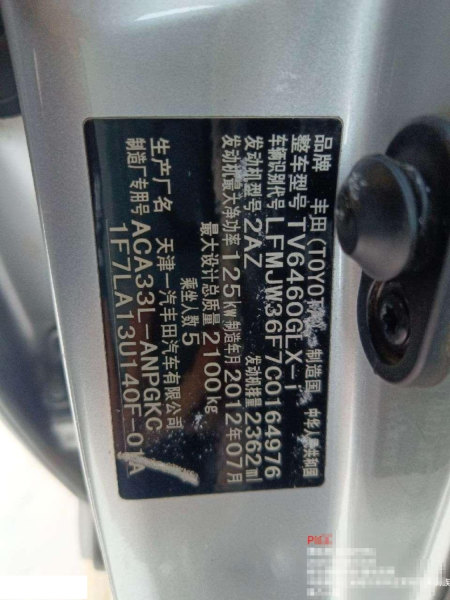 品牌 丰田(TOYOTA) 制造国 中华人民共和国
整车型号 TV6460GLX-i
车辆识别代号 LFMJW36F7C0164976
发动机型号 2AZ 发动机排量 2362ml
发动机最大净功率 125kW 制造年月 2012年07月
最大设计总质量 2100kg
乘坐人数 5
生产厂名 天津一汽丰田汽车有限公司
制造厂专用号 ACA33L-ANPGKC
1F7LA13U140F-01A